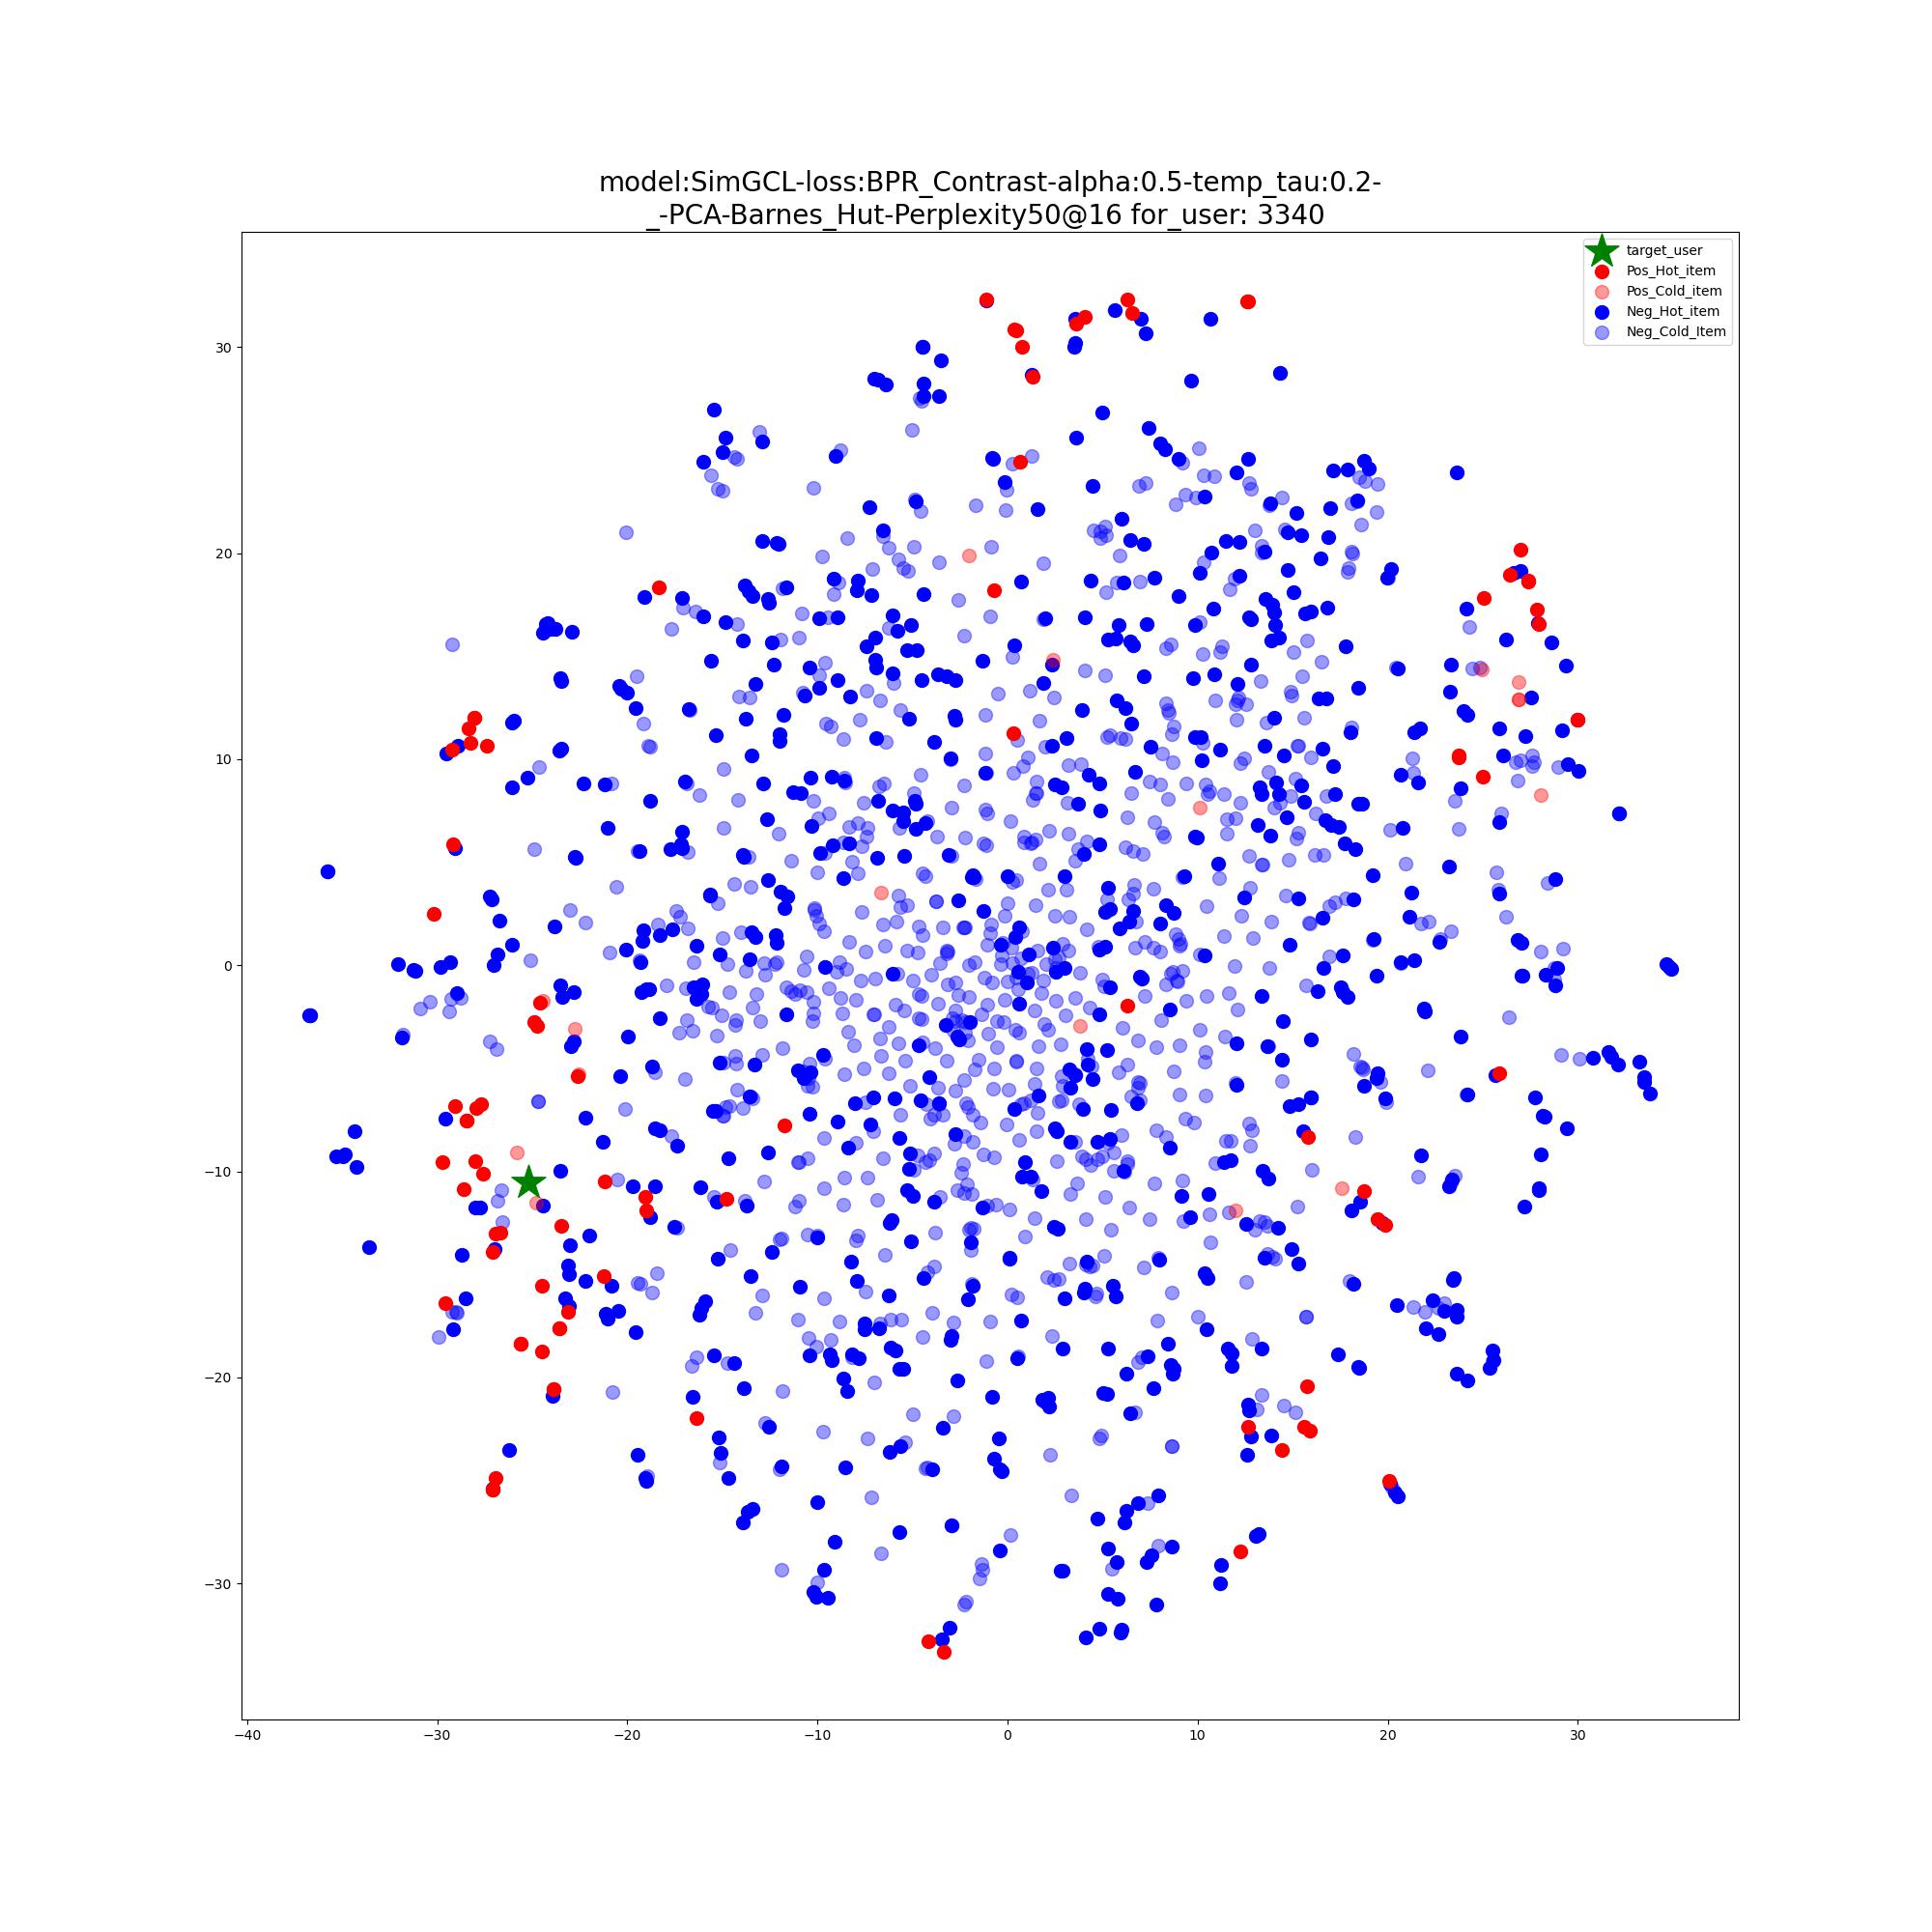 model:SimGCL-loss:BPR_Contrast-alpha:0.5-temp_tau:0.2-
_-PCA-Barnes_Hut-Perplexity50@16 for_user: 3340
target_user
Pos_Hot_item
Pos_Cold_item
Neg_Hot_item
Neg_Cold_Item
30
20
10
0
−10
−20
−30
−40 −30 −20 −10 0 10 20 30